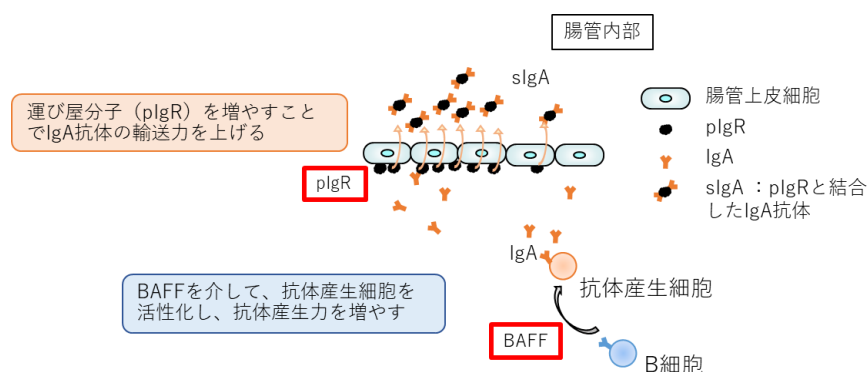 腸管内部
sIgA
運び屋分子（pIgR）を増やすこと
でIgA抗体の輸送力を上げる
腸管上皮細胞
pIgR
IgA
sIgA ：pIgRと結合
したIgA抗体
pIgR
IgA
抗体産生細胞
BAFFを介して、抗体産生細胞を
活性化し、抗体産生力を増やす
BAFF
B細胞